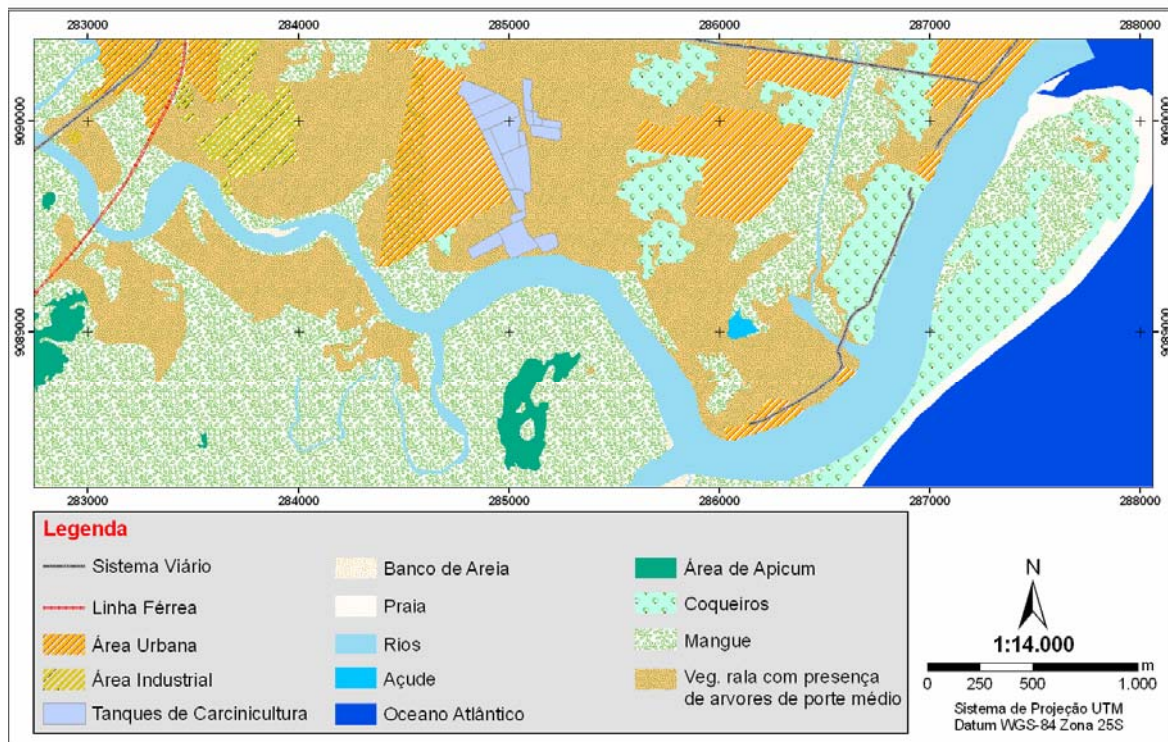 283000 284000 285000 286000 287000 288000
9090000 9090000
9089000 9089000
283000 284000 285000 286000 287000 288000
Legenda
Sistema Viário
Linha Férrea
Área Urbana
Área Industrial
Tanques de Carcinicultura
Banco de Areia
Praia
Rios
Açude
Oceano Atlântico
Área de Apicum
Coqueiros
Mangue
Veg. rala com presença
de arvores de porte médio
N
1:14.000
m
0 250 500 1.000
Sistema de Projeção UTM
Datum WGS-84 Zona 25S